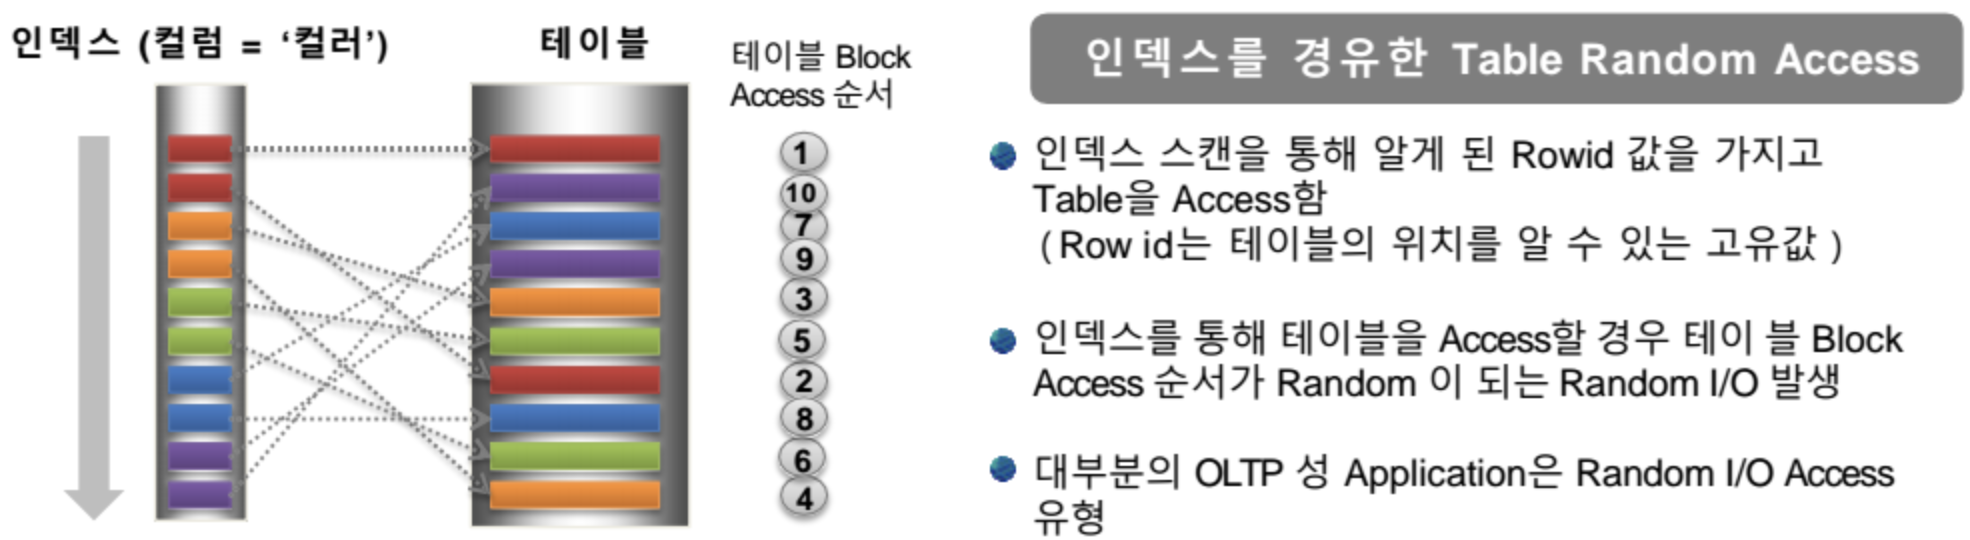 인덱스 (컬럼 = ‘컬러’)
테이블
테이블 Block
Access 순서
1
10
7
9
3
5
2
8
6
4
인덱스를 경유한 Table Random Access
인덱스 스캔을 통해 알게 된 Rowid 값을 가지고
Table을 Access함
( Row id는 테이블의 위치를 알 수 있는 고유값 )
인덱스를 통해 테이블을 Access할 경우 테이 블 Block
Access 순서가 Random 이 되는 Random I/O 발생
대부분의 OLTP 성 Application은 Random I/O Access
유형